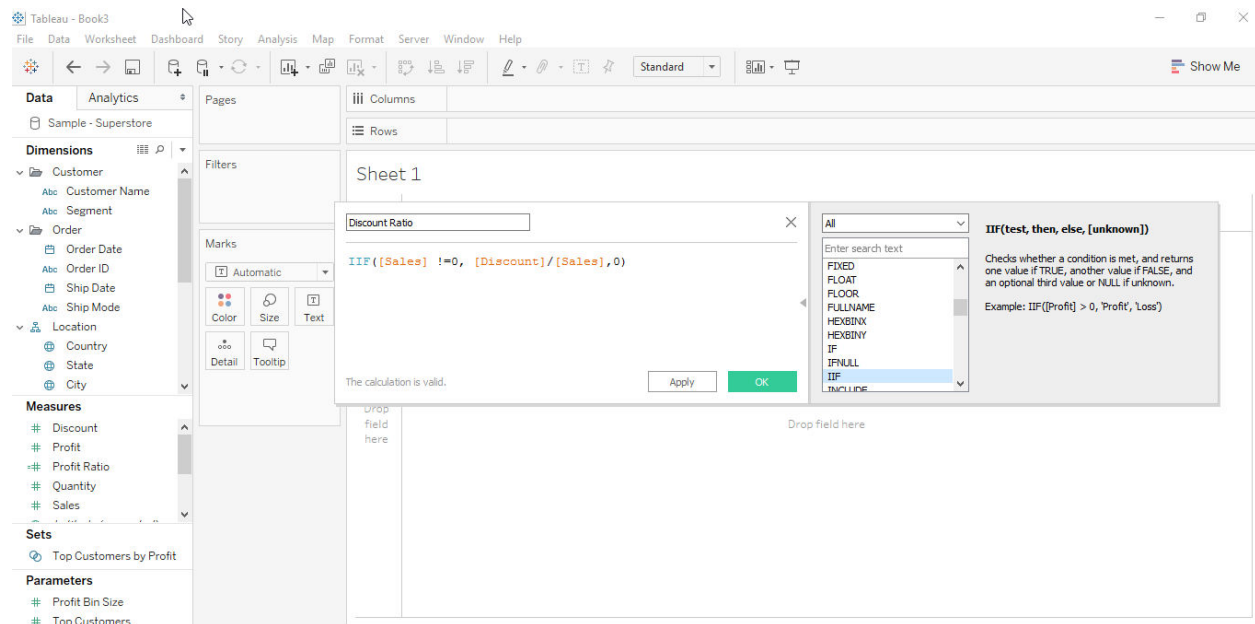 Tableau - Book3
File Data Worksheet Dashboard Story Analysis Map Format Server Window Help
Standard
Show Me
Data Analytics
Sample - Superstore
Dimensions
Customer
Abc Customer Name
Abc Segment
Order
Order Date
Abc Order ID
Ship Date
Abc Ship Mode
Location
Country
State
City
Measures
# Discount
# Profit
=# Profit Ratio
# Quantity
# Sales
Sets
Top Customers by Profit
Parameters
# Profit Bin Size
# Top Customers
Pages
Filters
Marks
T Automatic
Color Size Text
Detail Tooltip
iii Columns
Rows
Sheet 1
Discount Ratio
IIF([Sales] !=0, [Discount]/[Sales],0)
The calculation is valid.
Apply OK
All
Enter search text
FIXED
FLOAT
FLOOR
FULLNAME
HEXBINX
HEXBINY
IF
IFNULL
IIF
INCLUDE
IIF(test, then, else, [unknown])
Checks whether a condition is met, and returns
one value if TRUE, another value if FALSE, and
an optional third value or NULL if unknown.
Example: IIF([Profit] > 0, 'Profit', 'Loss')
Drop
field
here
Drop field here